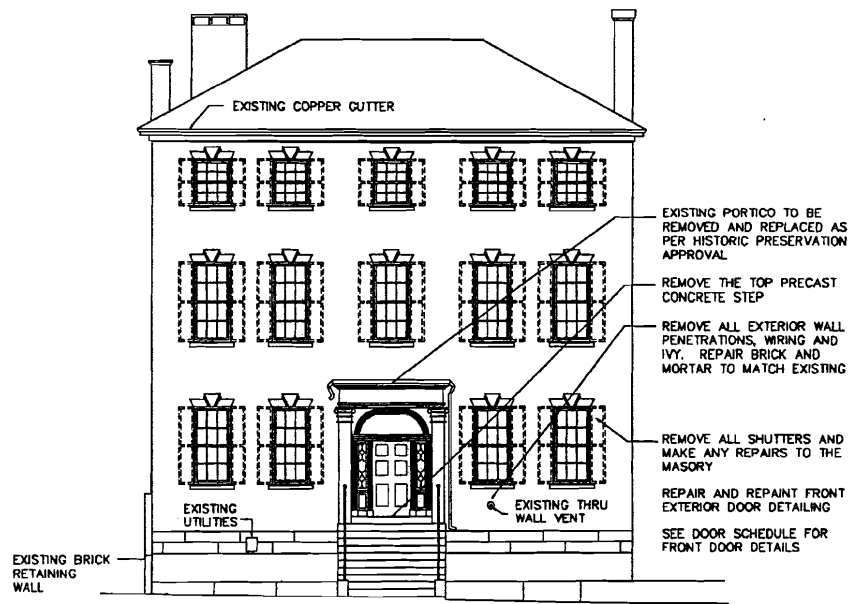 EXISTING COPPER GUTTER
EXISTING PORTICO TO BE
REMOVED AND REPLACED AS
PER HISTORIC PRESERVATION
APPROVAL
REMOVE THE TOP PRECAST
CONCRETE STEP
REMOVE ALL EXTERIOR WALL
PENETRATIONS, WIRING AND
IVY. REPAIR BRICK AND
MORTAR TO MATCH EXISTING
REMOVE ALL SHUTTERS AND
MAKE ANY REPAIRS TO THE
MASORY
REPAIR AND REPAINT FRONT
EXTERIOR DOOR DETAILING
SEE DOOR SCHEDULE FOR
FRONT DOOR DETAILS
EXISTING THRU
WALL VENT
EXISTING
UTILITIES
EXISTING BRICK
RETAINING
WALL